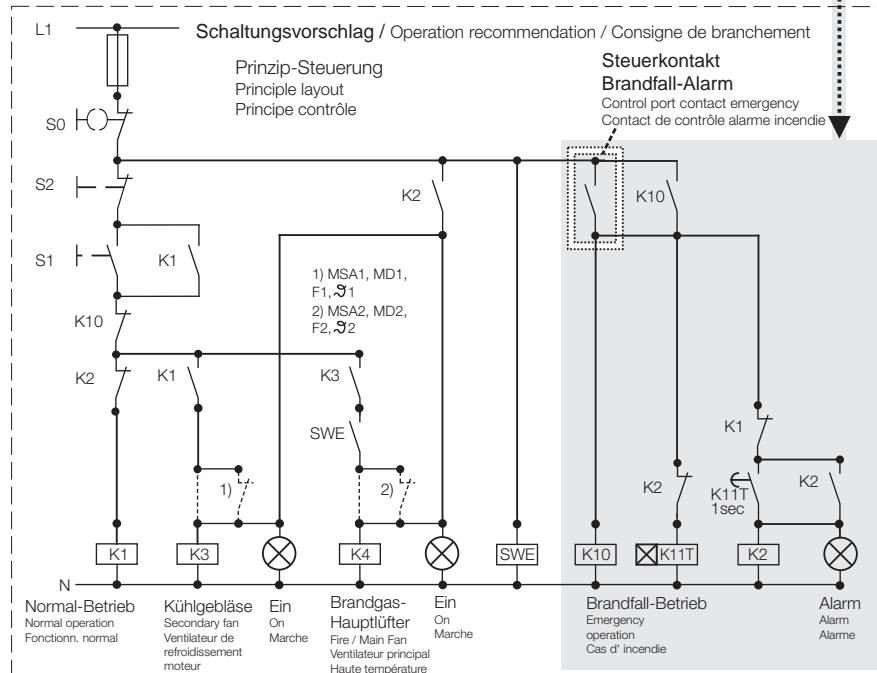 L1
Schaltungsvorschlag / Operation recommendation / Consigne de branchement
Prinzip-Steuerung
Principle layout
Principe contrôle
Steuerkontakt
Brandfall-Alarm
Control port contact emergency
Contact de contrôle alarme incendie
S0
S2
K2
K10
S1
K1
1) MSA1, MD1,
F1, ϑ1
2) MSA2, MD2,
F2, ϑ2
K10
K2
K1
K3
SWE
K1
1)
2)
K2
K11T
1sec
K2
K1
K3
K4
SWE
K10
K11T
K2
N
Normal-Betrieb
Normal operation
Fonctionn. normal
Kühlgebläse
Secondary fan
Ventilateur de
refroidissement
moteur
Ein
On
Marche
Brandgas-
Hauptlüfter
Fire / Main Fan
Ventilateur principal
Haute température
Ein
On
Marche
Brandfall-Betrieb
Emergency
operation
Cas d' incendie
Alarm
Alarm
Alarme